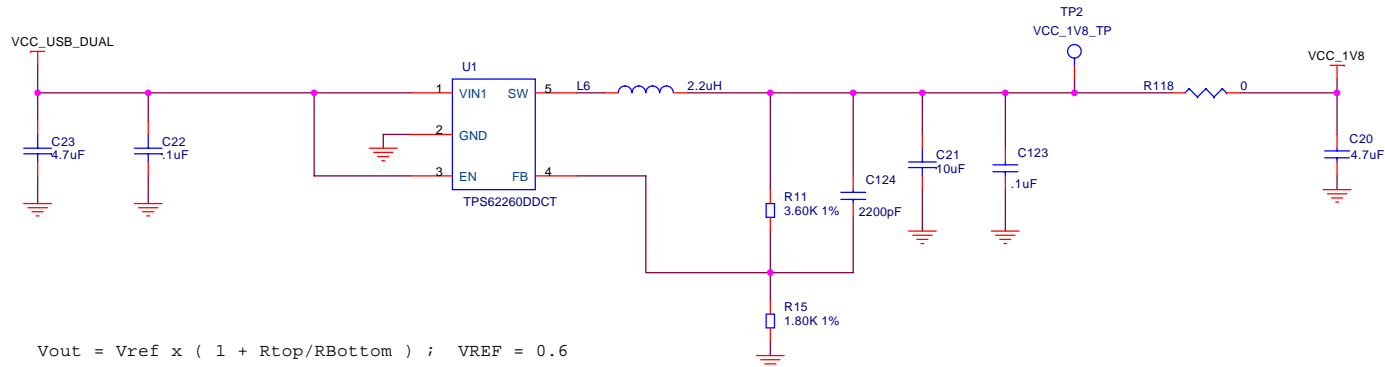 TP2
VCC_1V8_TP
VCC_USB_DUAL
VCC_1V8
U1
1 VIN1 SW 5
L6 2.2uH
R118 0
2 GND
C23
4.7uF
C22
.1uF
C21
10uF
C123
.1uF
C20
4.7uF
3 EN FB 4
TPS62260DDCT
C124
2200pF
R11
3.60K 1%
R15
1.80K 1%
Vout = Vref x ( 1 + Rtop/RBottom ) ; VREF = 0.6